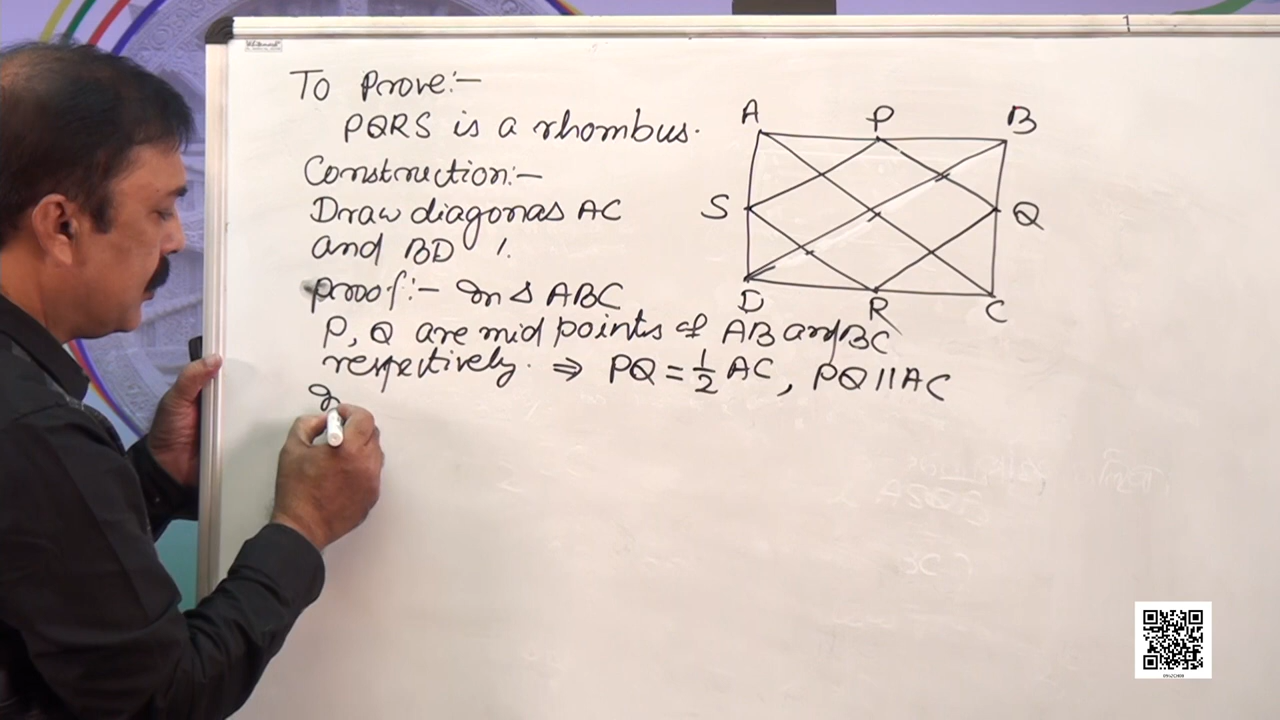 To Prove:-
PQRS is a rhombus.
Construction:-
Draw diagonas AC
and BD
proof:- In Δ ABC
P, Q are mid points of AB and BC
respectively. ⇒ PQ = 1/2 AC, PQ || AC
A P B
S Q
D R C